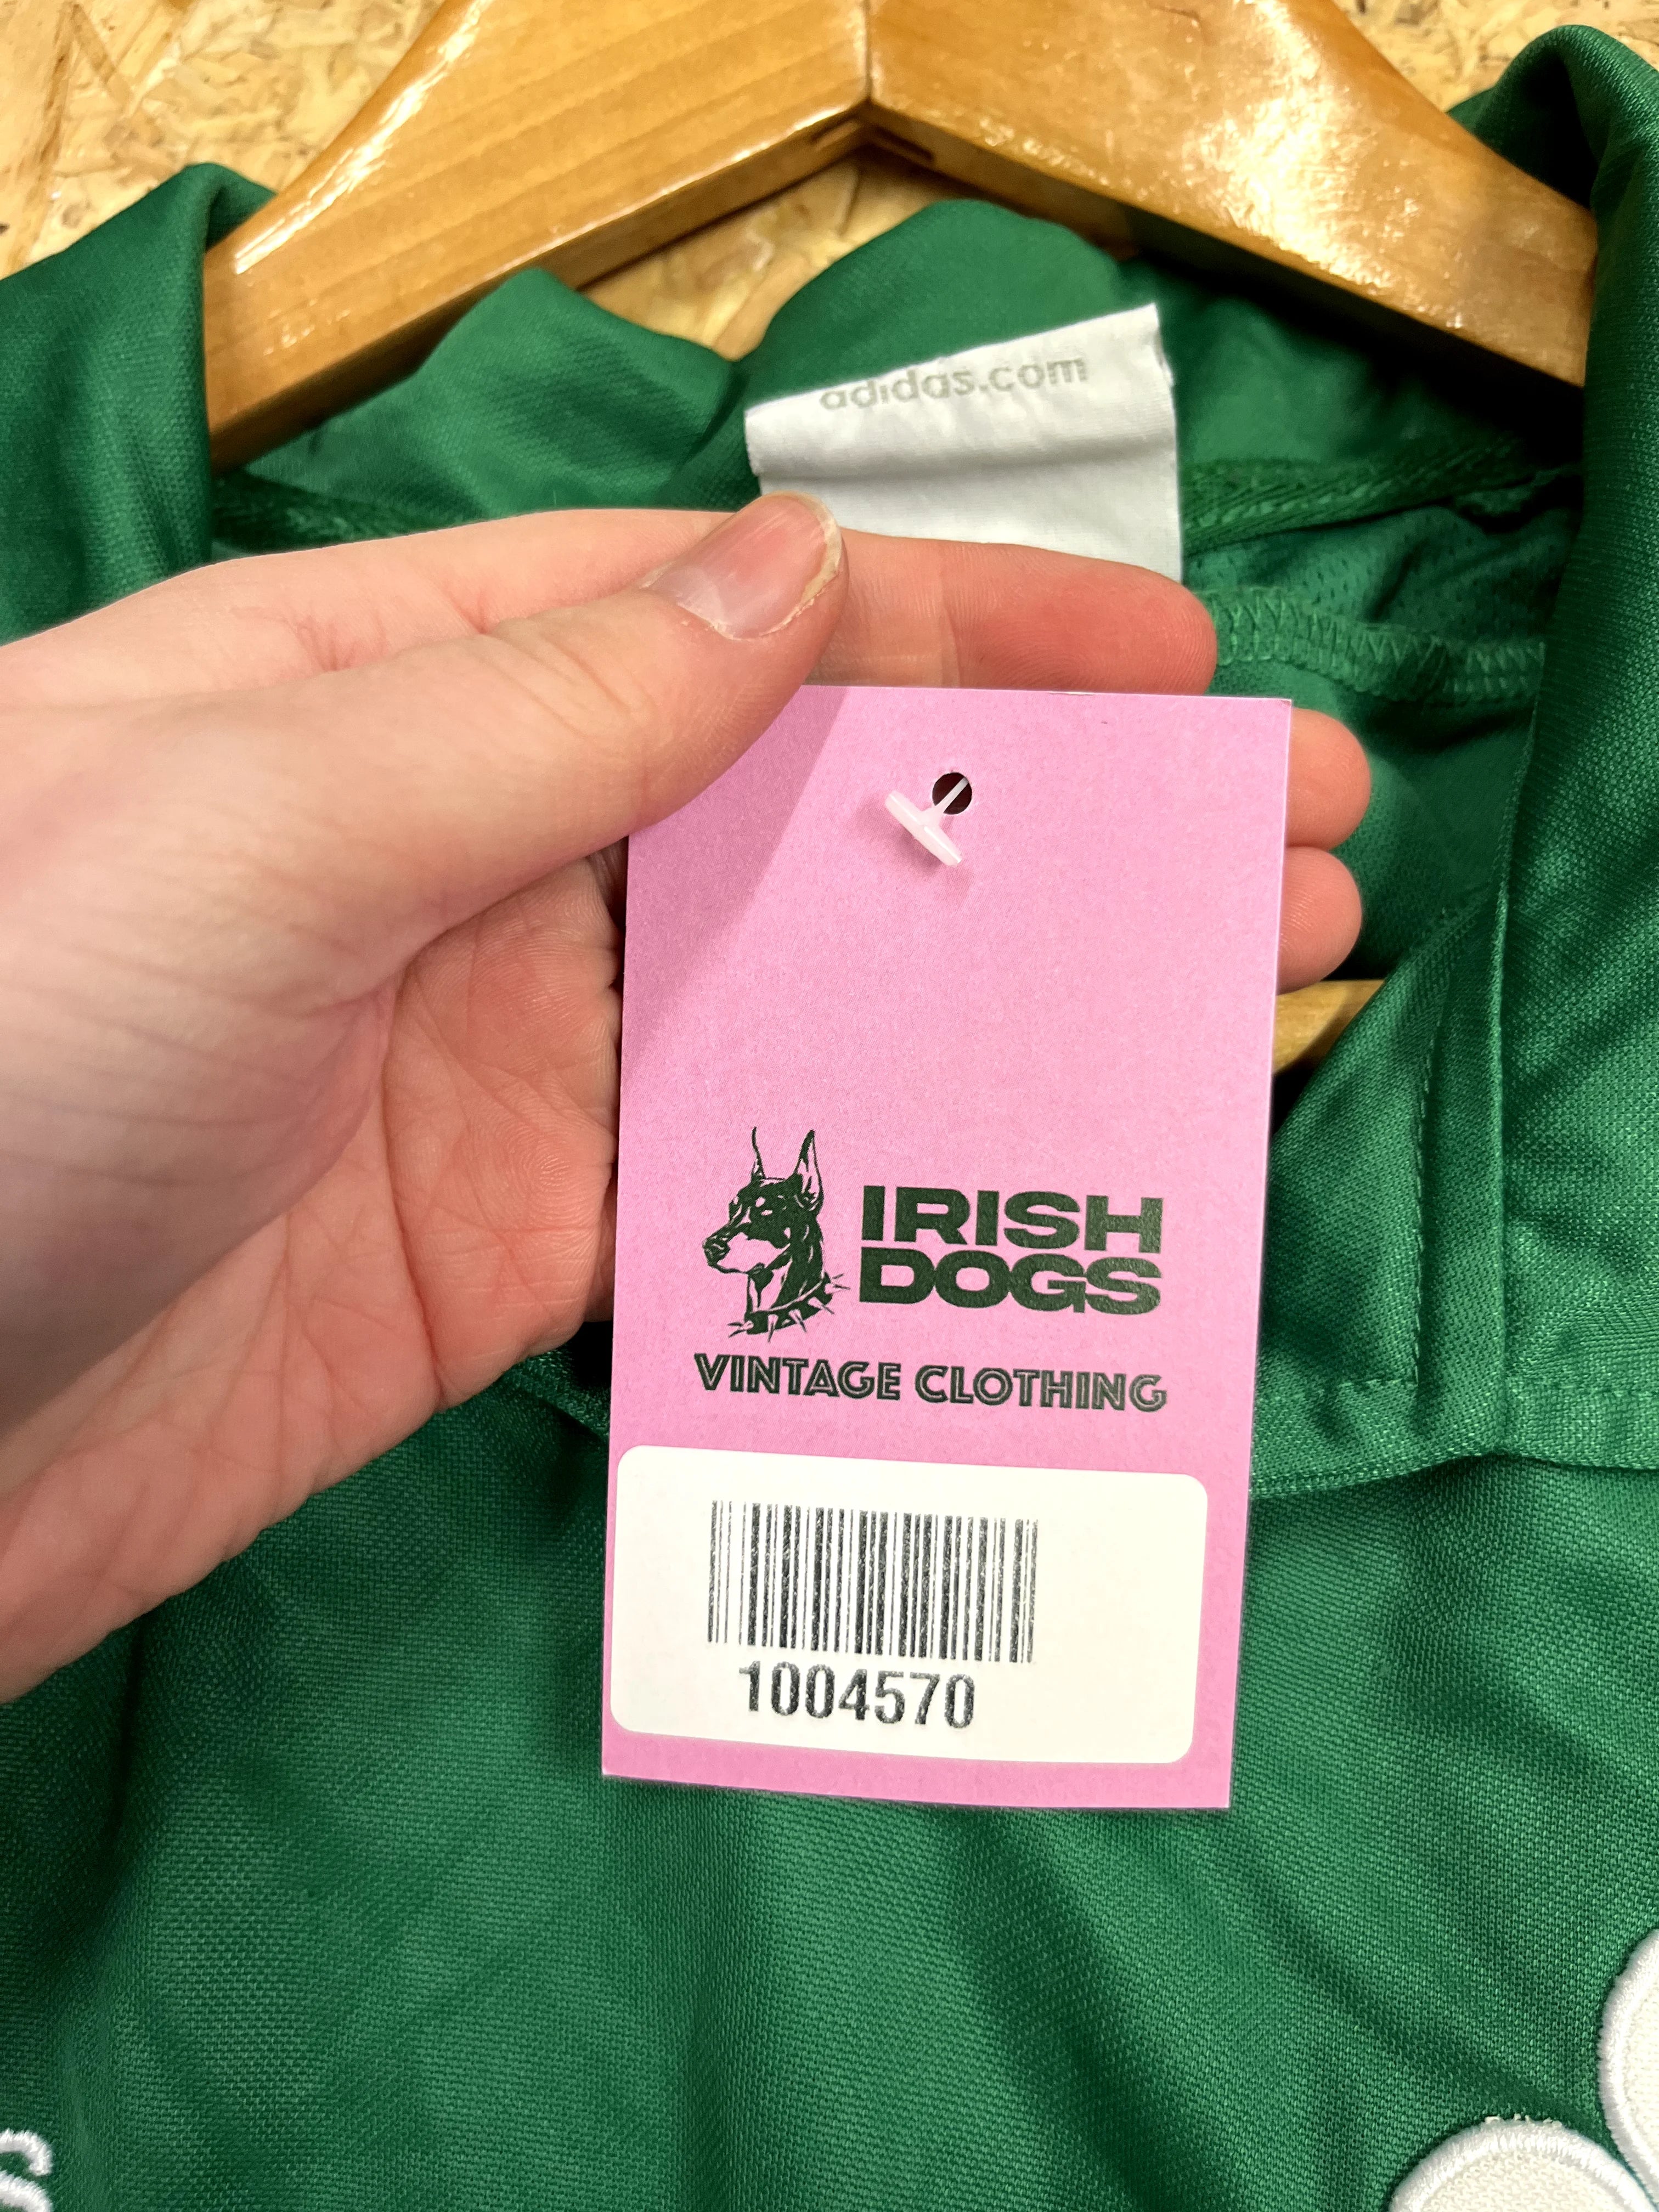 adidas.com
IRISH
DOGS
VINTAGE CLOTHING
1004570